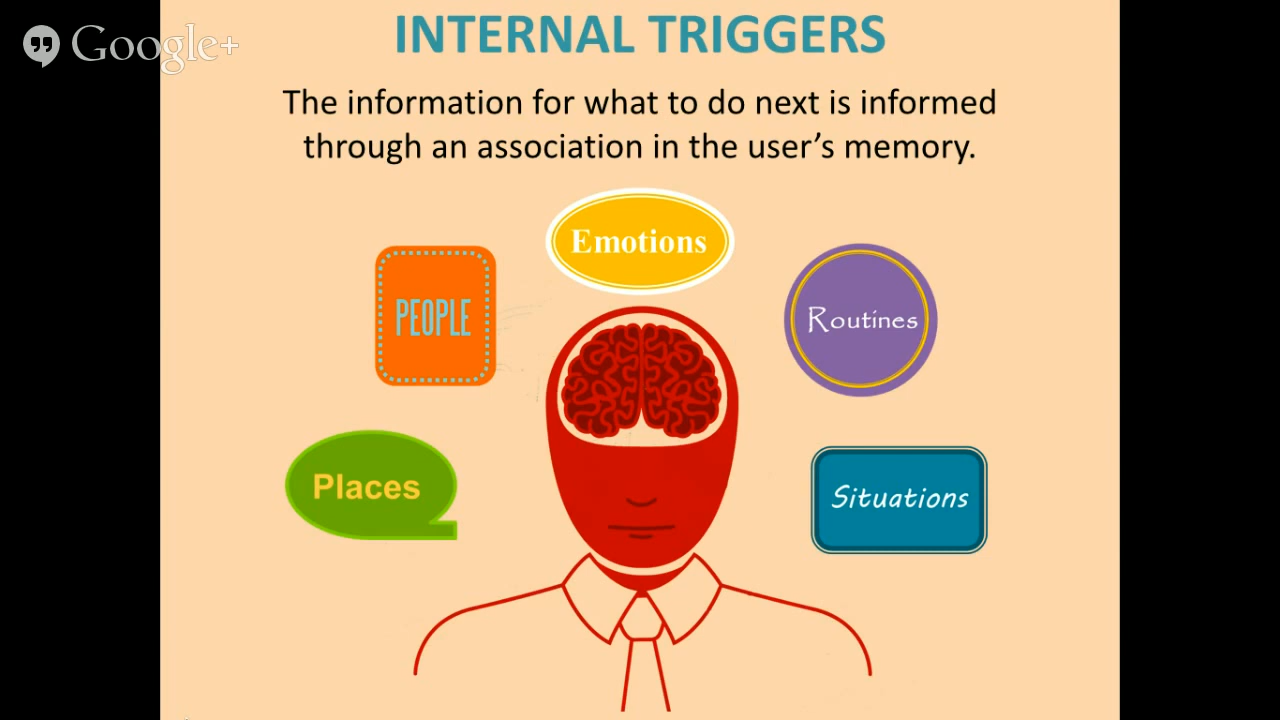 Google+
INTERNAL TRIGGERS
The information for what to do next is informed
through an association in the user’s memory.
Emotions
PEOPLE
Routines
Places
Situations